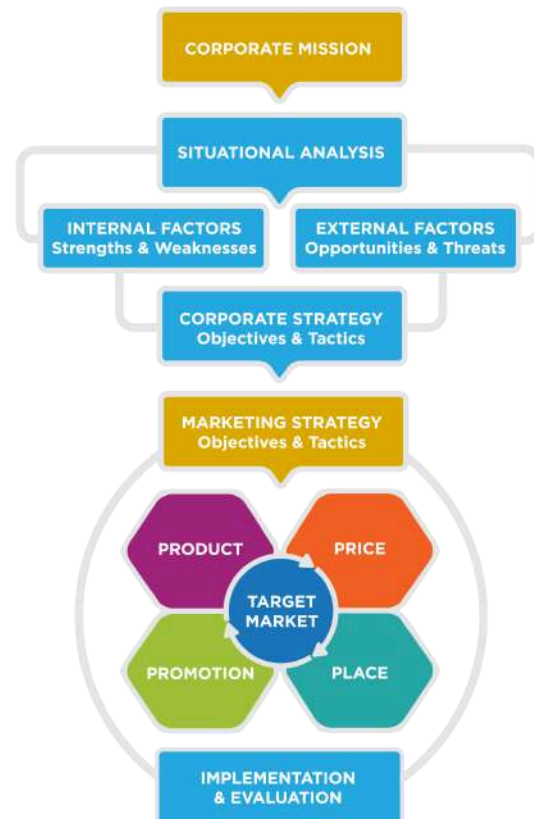 CORPORATE MISSION
SITUATIONAL ANALYSIS
INTERNAL FACTORS
Strengths & Weaknesses
EXTERNAL FACTORS
Opportunities & Threats
CORPORATE STRATEGY
Objectives & Tactics
MARKETING STRATEGY
Objectives & Tactics
PRODUCT
PRICE
TARGET
MARKET
PROMOTION
PLACE
IMPLEMENTATION
& EVALUATION